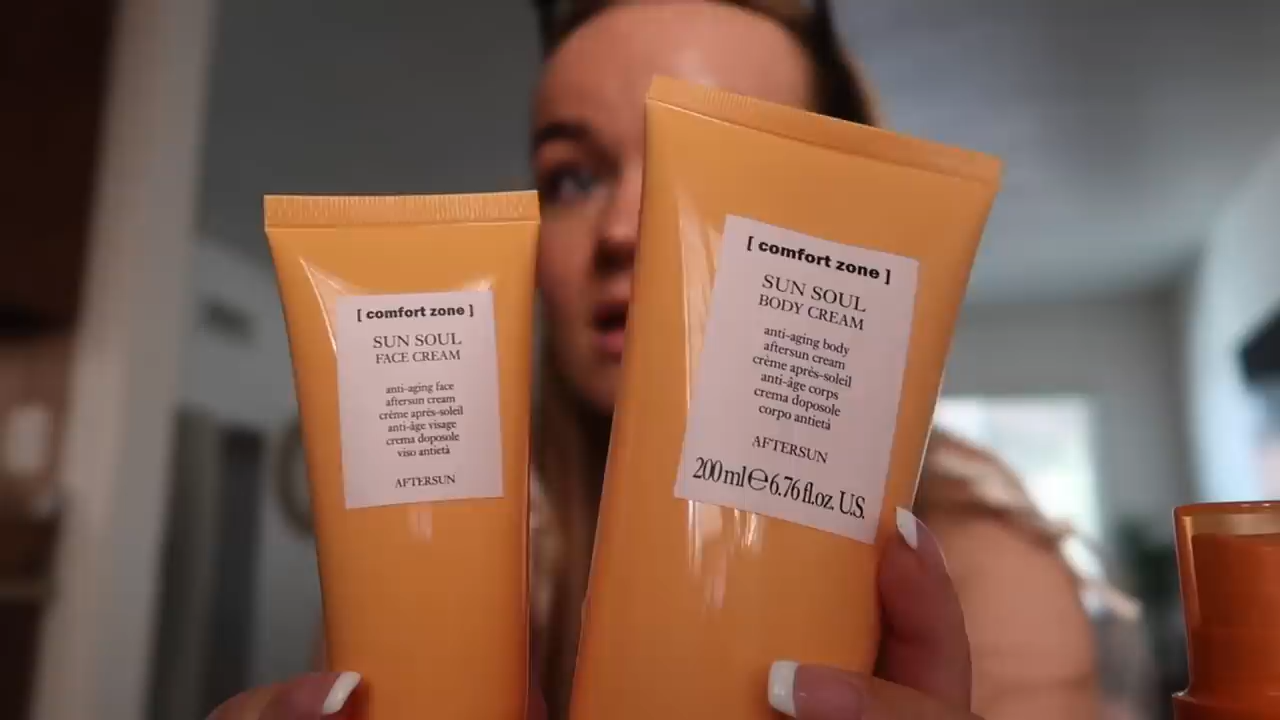 [ comfort zone ]
SUN SOUL
FACE CREAM
anti-aging face
aftersun cream
crème après-soleil
anti-âge visage
crema doposole
viso antietà
AFTERSUN
[ comfort zone ]
SUN SOUL
BODY CREAM
anti-aging body
aftersun cream
crème après-soleil
anti-âge corps
crema doposole
corpo antietà
AFTERSUN
200 ml ℮ 6.76 fl.oz. U.S.